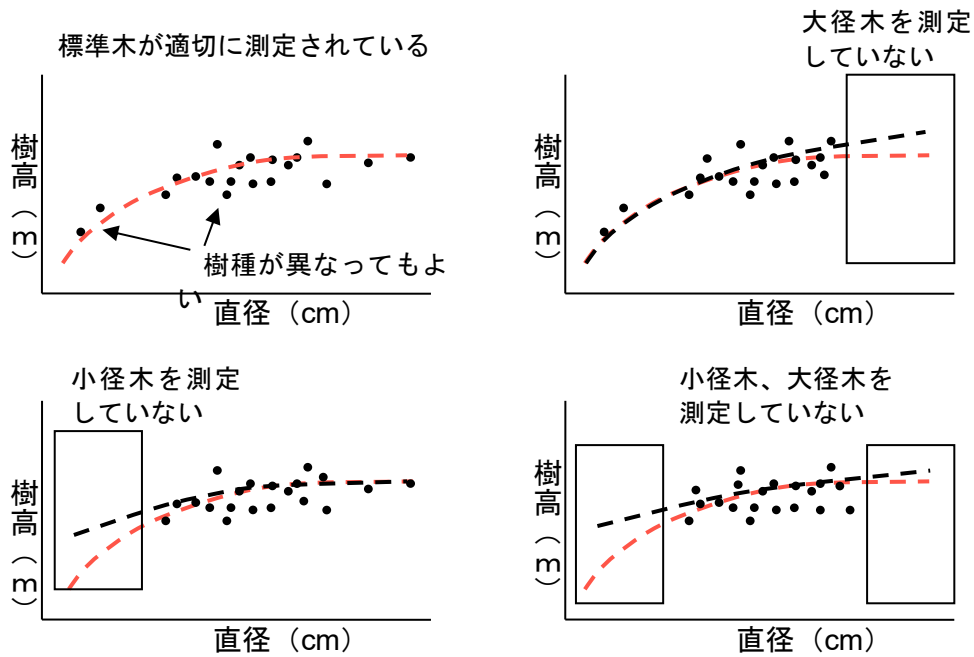 標準木が適切に測定されている
樹高（ｍ）
樹種が異なってもよ
い
直径（cm）
大径木を測定
していない
樹高（ｍ）
直径（cm）
小径木を測定
していない
樹高（ｍ）
直径（cm）
小径木、大径木を
測定していない
樹高（ｍ）
直径（cm）